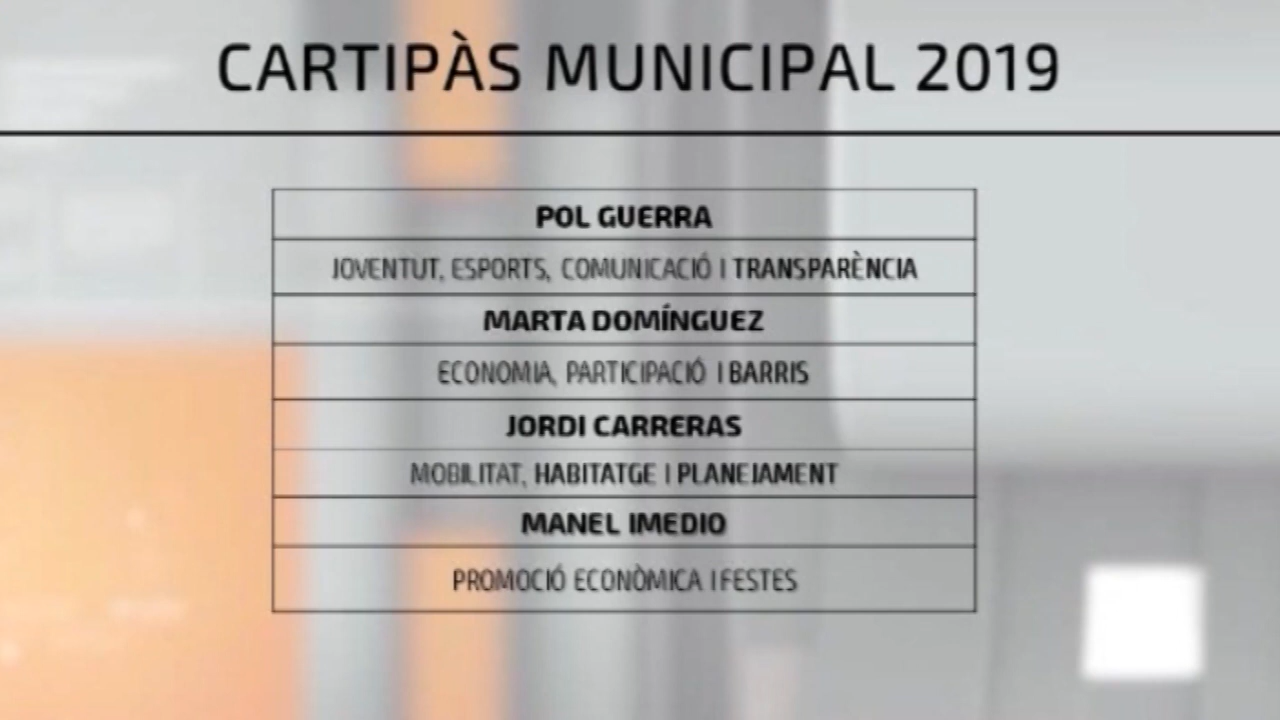 CARTIPÀS MUNICIPAL 2019
POL GUERRA
JOVENTUT, ESPORTS, COMUNICACIÓ I TRANSPARÈNCIA
MARTA DOMÍNGUEZ
ECONOMIA, PARTICIPACIÓ I BARRIS
JORDI CARRERAS
MOBILITAT, HABITATGE I PLANEJAMENT
MANEL IMEDIO
PROMOCIÓ ECONÒMICA I FESTES